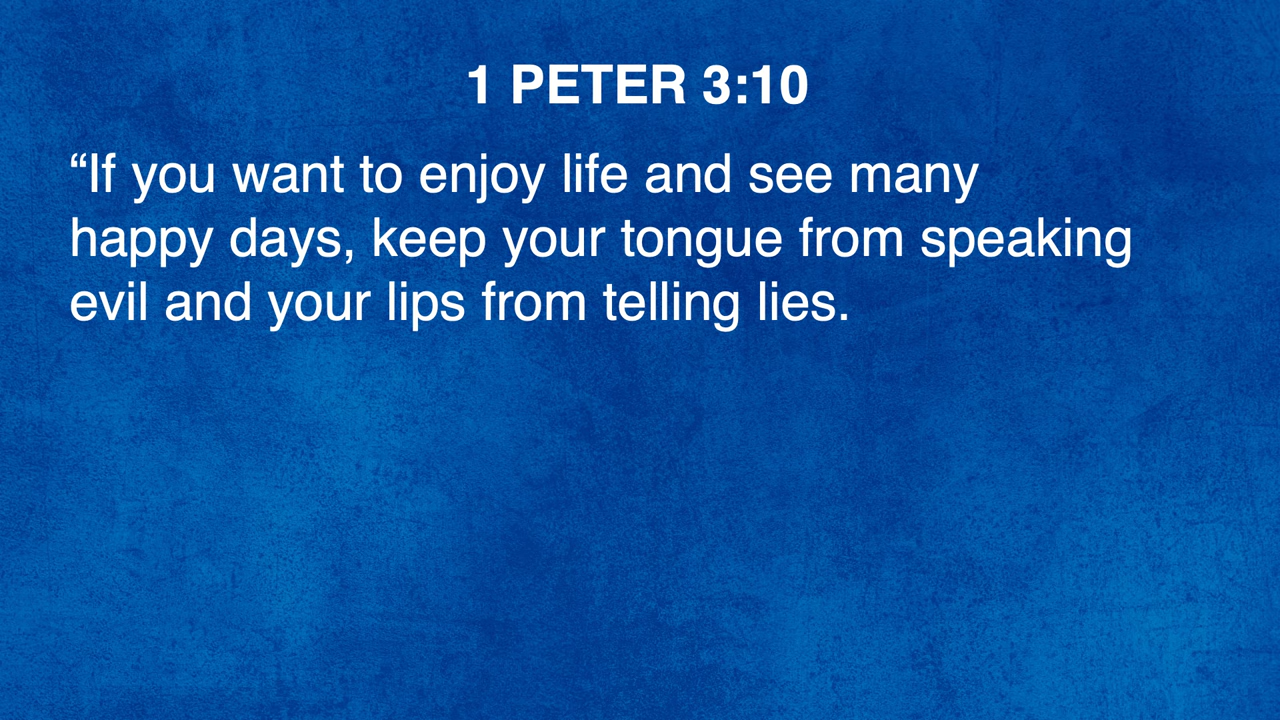 1 PETER 3:10
“If you want to enjoy life and see many
happy days, keep your tongue from speaking
evil and your lips from telling lies.